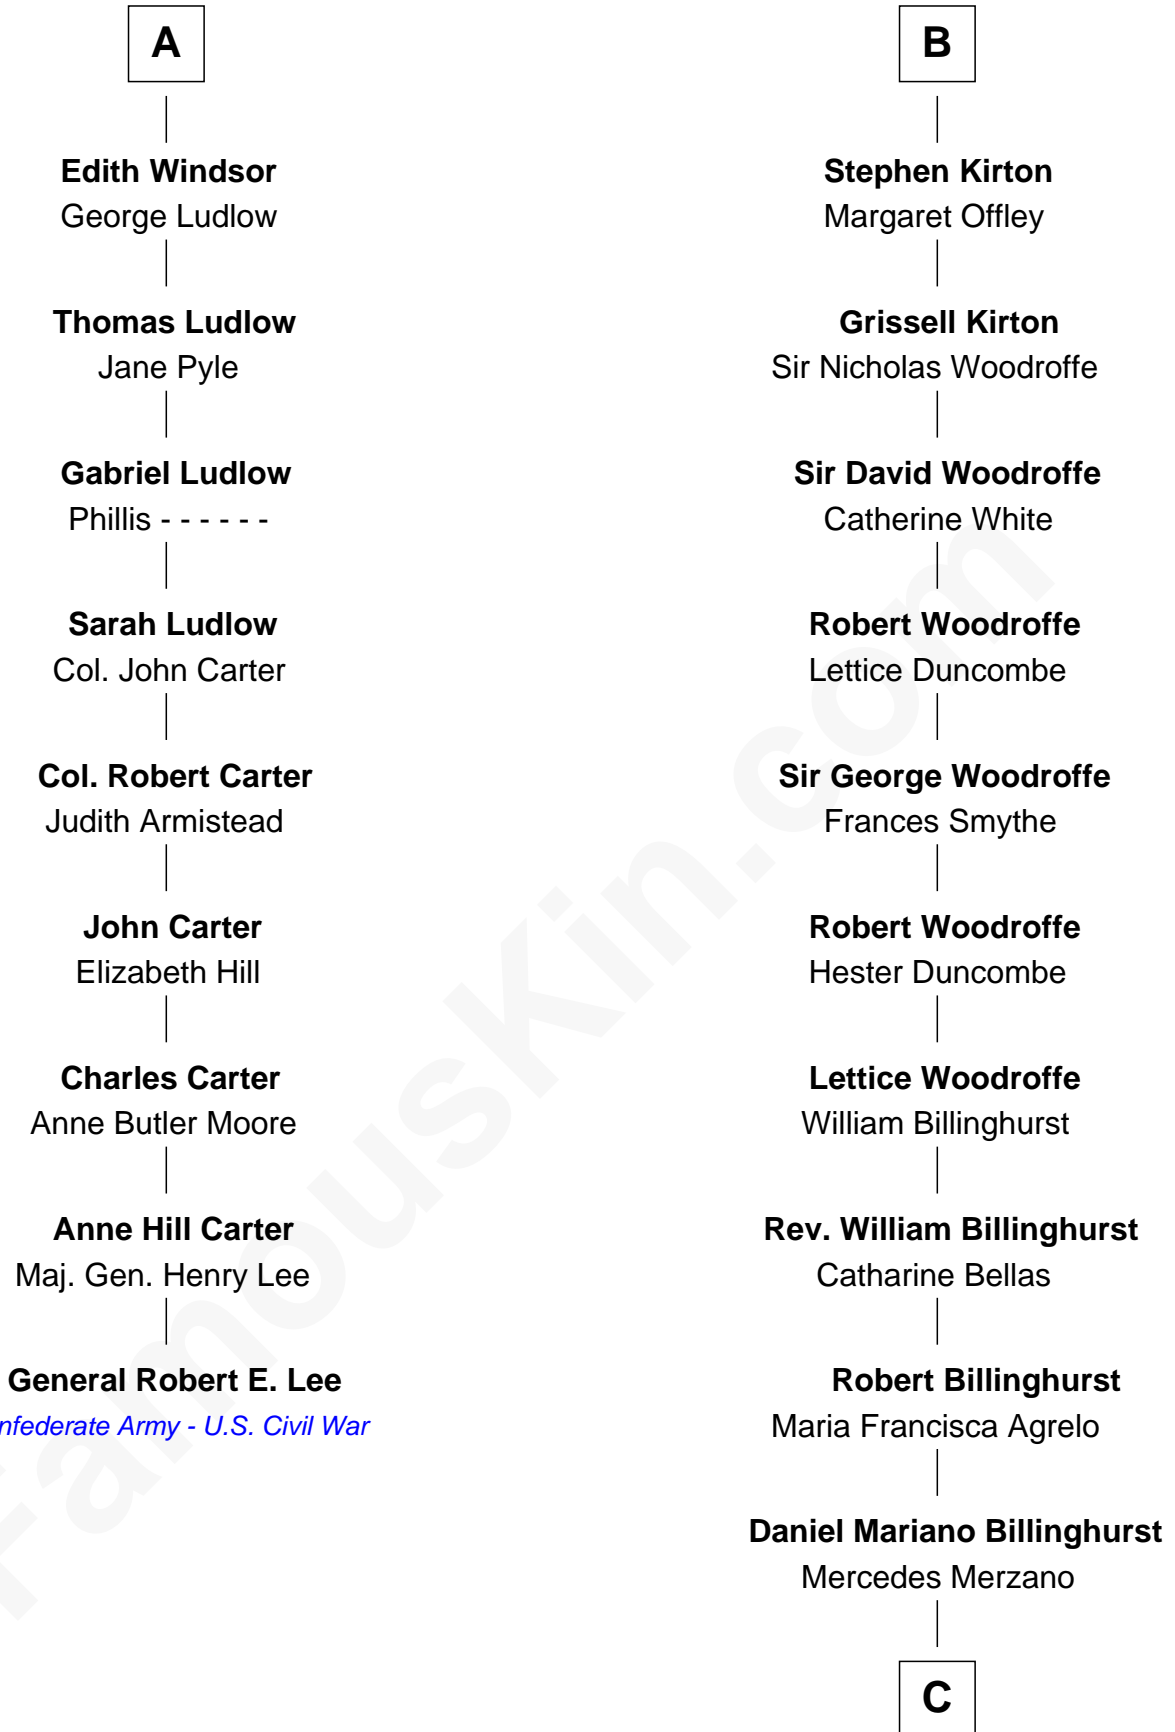 A
Edith Windsor
George Ludlow
Thomas Ludlow
Jane Pyle
Gabriel Ludlow
Phillis - - - - - -
Sarah Ludlow
Col. John Carter
Col. Robert Carter
Judith Armistead
John Carter
Elizabeth Hill
Charles Carter
Anne Butler Moore
Anne Hill Carter
Maj. Gen. Henry Lee
General Robert E. Lee
nfederate Army - U.S. Civil War
B
Stephen Kirton
Margaret Offley
Grissell Kirton
Sir Nicholas Woodroffe
Sir David Woodroffe
Catherine White
Robert Woodroffe
Lettice Duncombe
Sir George Woodroffe
Frances Smythe
Robert Woodroffe
Hester Duncombe
Lettice Woodroffe
William Billinghurst
Rev. William Billinghurst
Catharine Bellas
Robert Billinghurst
Maria Francisca Agrelo
Daniel Mariano Billinghurst
Mercedes Merzano
C
FamousKin.com